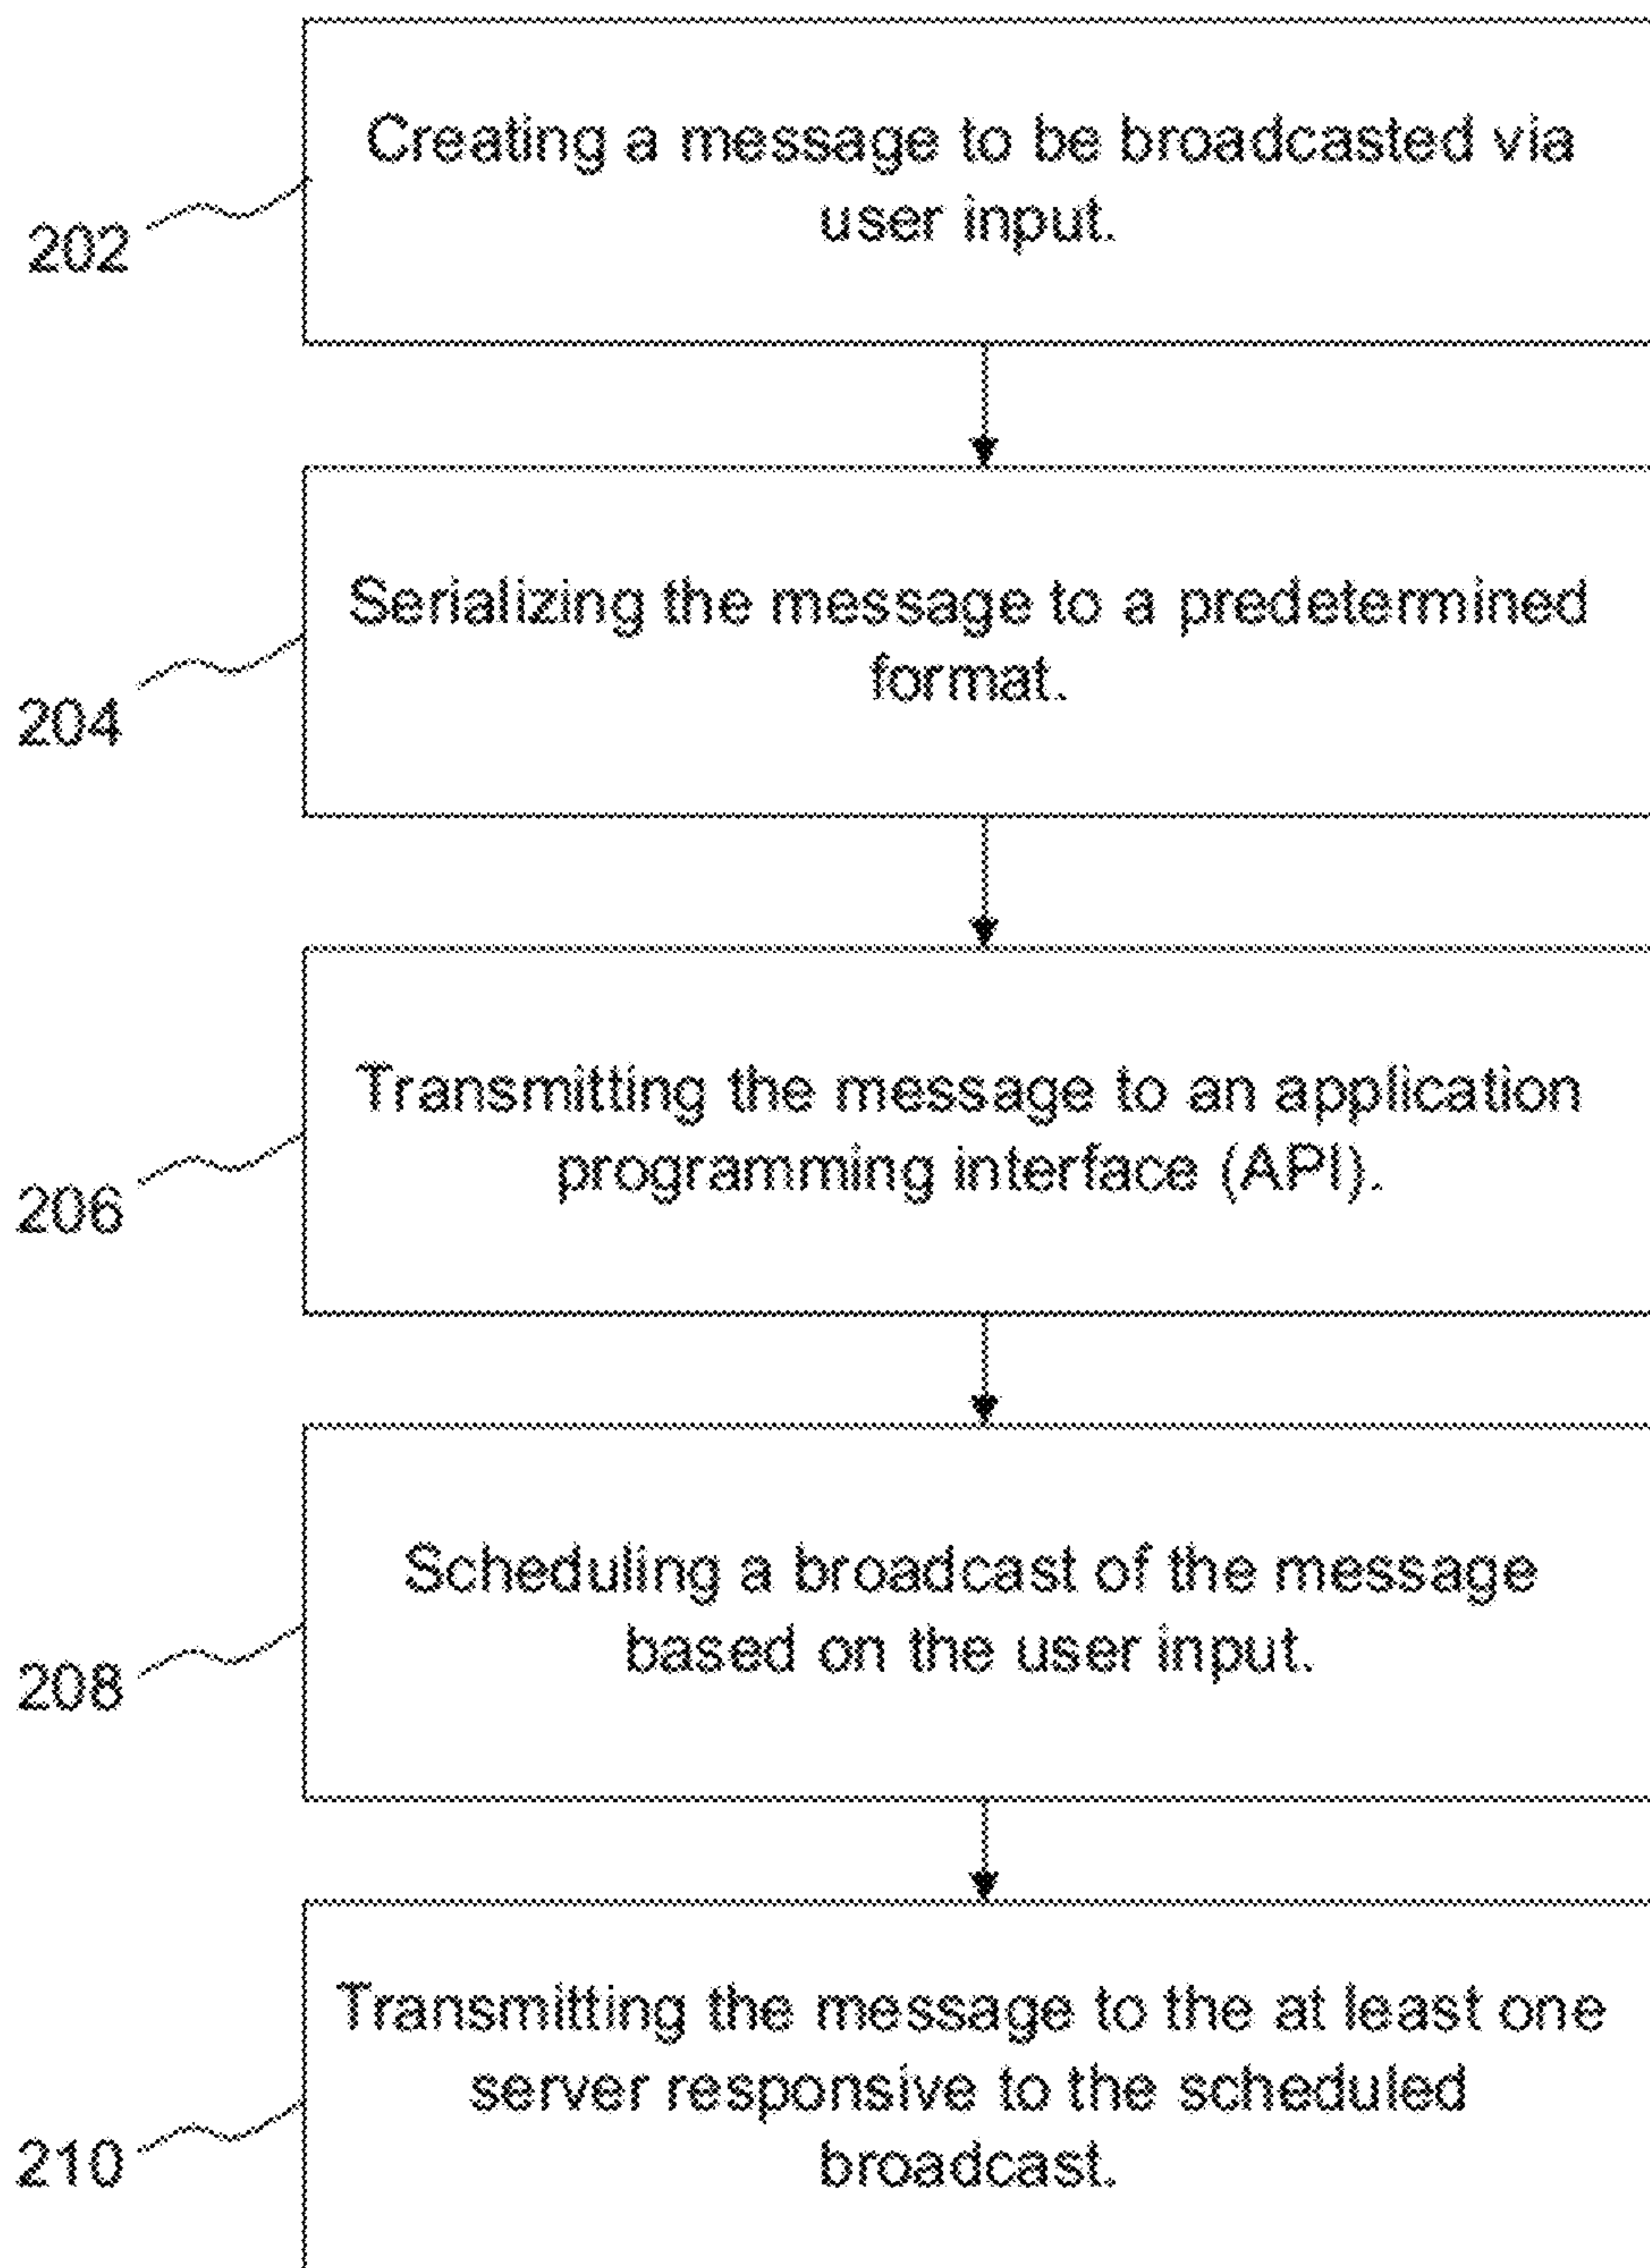 Creating a message to be broadcasted via
user input.
202
Serializing the message to a predetermined
format.
204
Transmitting the message to an application
programming interface (API).
206
Scheduling a broadcast of the message
based on the user input.
208
Transmitting the message to the at least one
server responsive to the scheduled
broadcast.
210